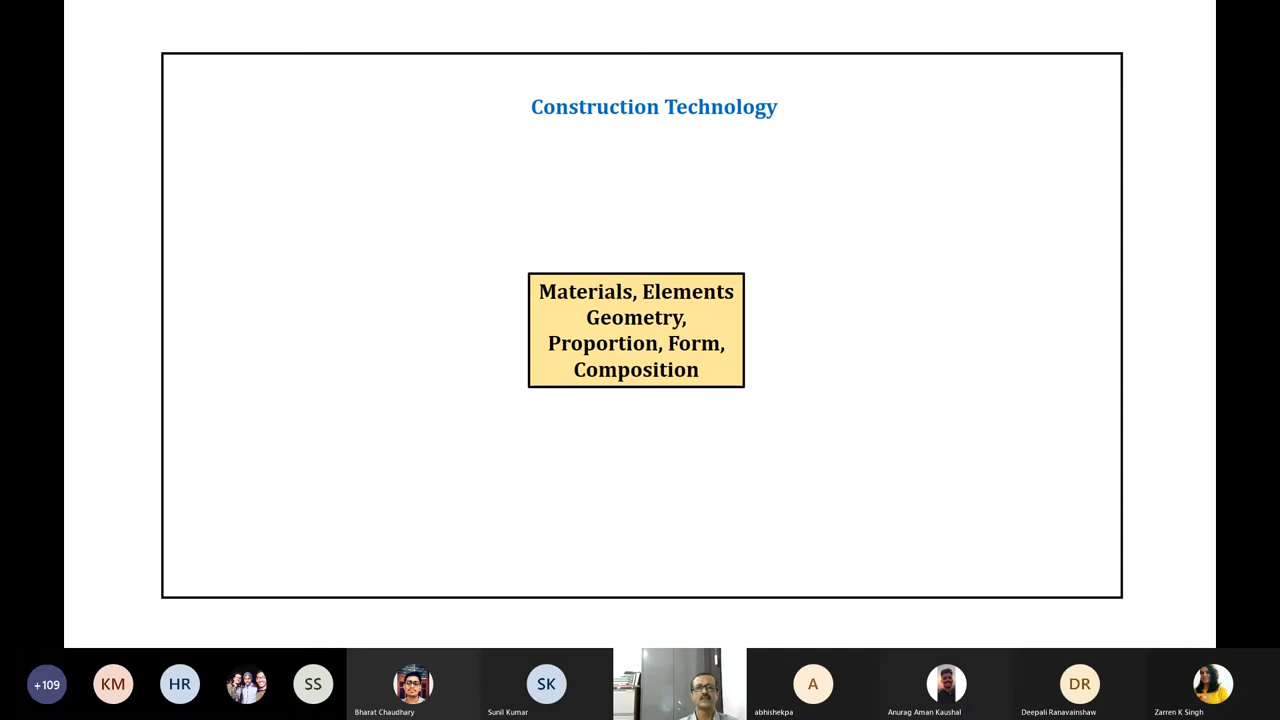 Construction Technology
Materials, Elements
Geometry,
Proportion, Form,
Composition
+109
KM
HR
SS
Bharat Chaudhary
SK
Sunil Kumar
A
abhishekpa
Anurag Aman Kaushal
DR
Deepali Ranavainshaw
Zarren K Singh